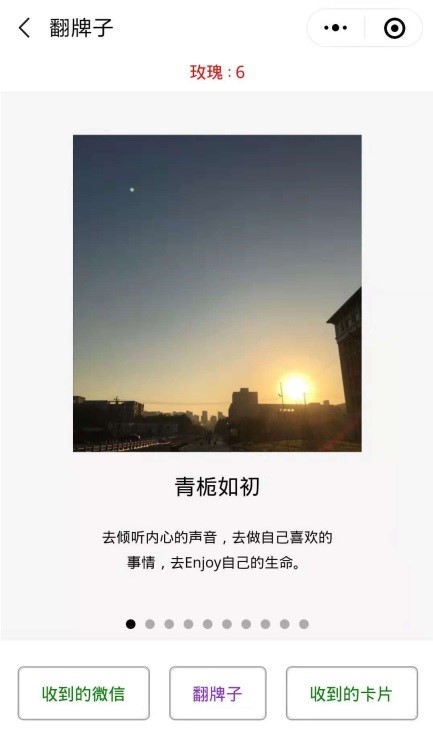 翻牌子
玫瑰：6
青栀如初
去倾听内心的声音，去做自己喜欢的
事情，去Enjoy自己的生命。
收到的微信
翻牌子
收到的卡片